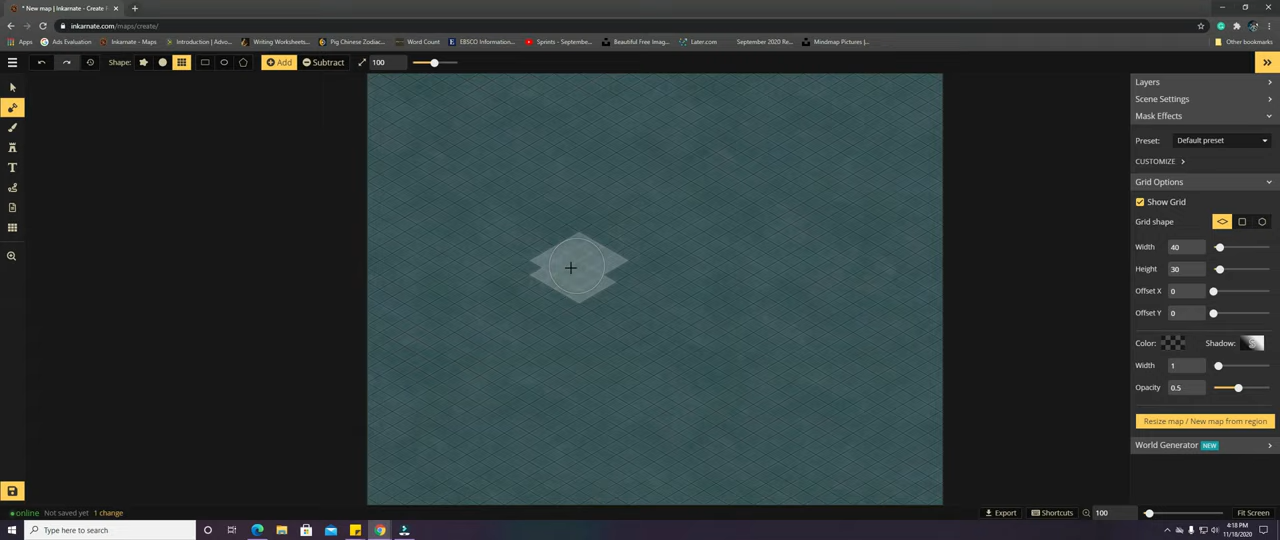 * New map | Inkarnate - Create F
inkarnate.com/maps/create/
Apps
Ads Evaluation
Inkarnate - Maps
Introduction | Advo...
Writing Worksheets...
Pig Chinese Zodiac...
Word Count
EBSCO Information...
Sprints - Septembe...
Beautiful Free Imag...
Later.com
September 2020 Re...
Mindmap Pictures |...
Other bookmarks
Shape:
Add
Subtract
100
Layers
Scene Settings
Mask Effects
Preset:
Default preset
CUSTOMIZE
Grid Options
Show Grid
Grid shape
Width
40
Height
30
Offset X
0
Offset Y
0
Color:
Shadow:
Width
1
Opacity
0.5
Resize map / New map from region
World Generator NEW
online
Not saved yet
1 change
Export
Shortcuts
100
Fit Screen
Type here to search
4:18 PM
11/18/2020